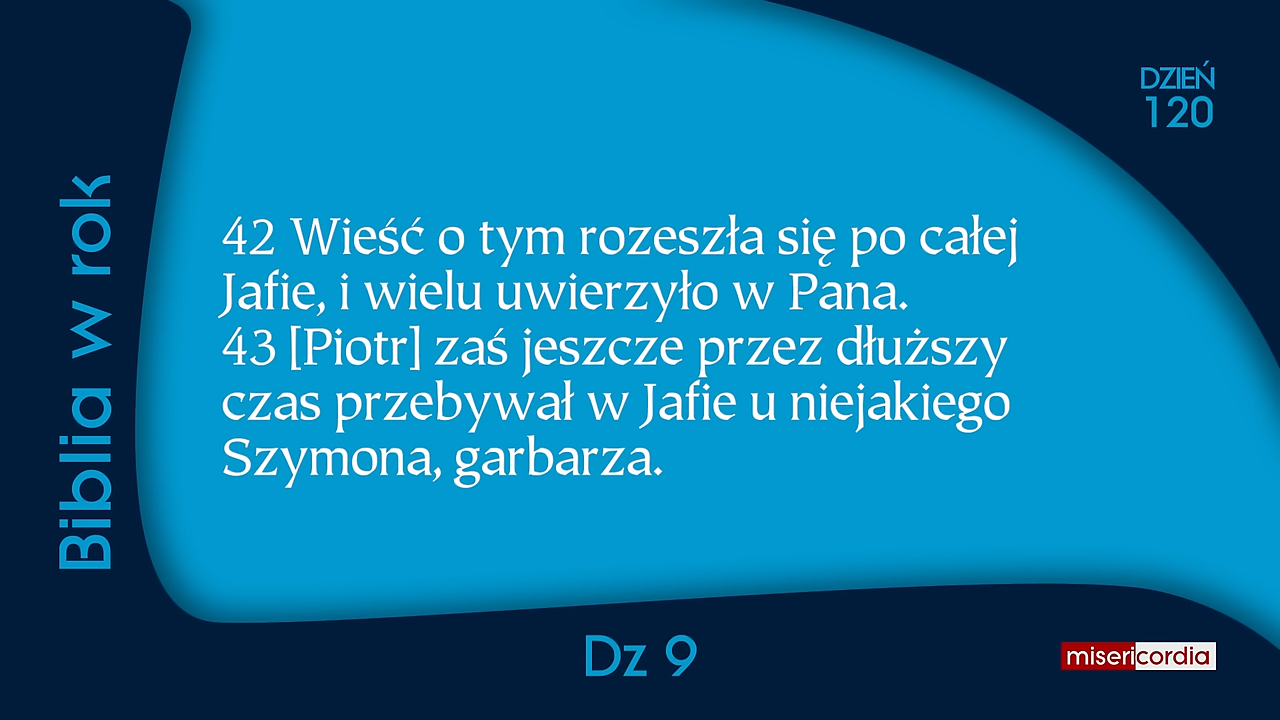 DZIEŃ
120
Biblia w rok
42 Wieść o tym rozeszła się po całej
Jafie, i wielu uwierzyło w Pana.
43 [Piotr] zaś jeszcze przez dłuższy
czas przebywał w Jafie u niejakiego
Szymona, garbarza.
Dz 9
misericordia